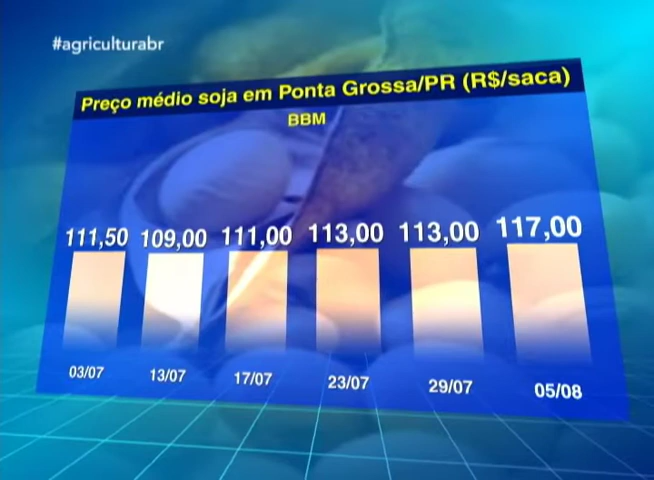 #agriculturabr
Preço médio soja em Ponta Grossa/PR (R$/saca)
BBM
111,50 109,00 111,00 113,00 113,00 117,00
03/07 13/07 17/07 23/07 29/07 05/08